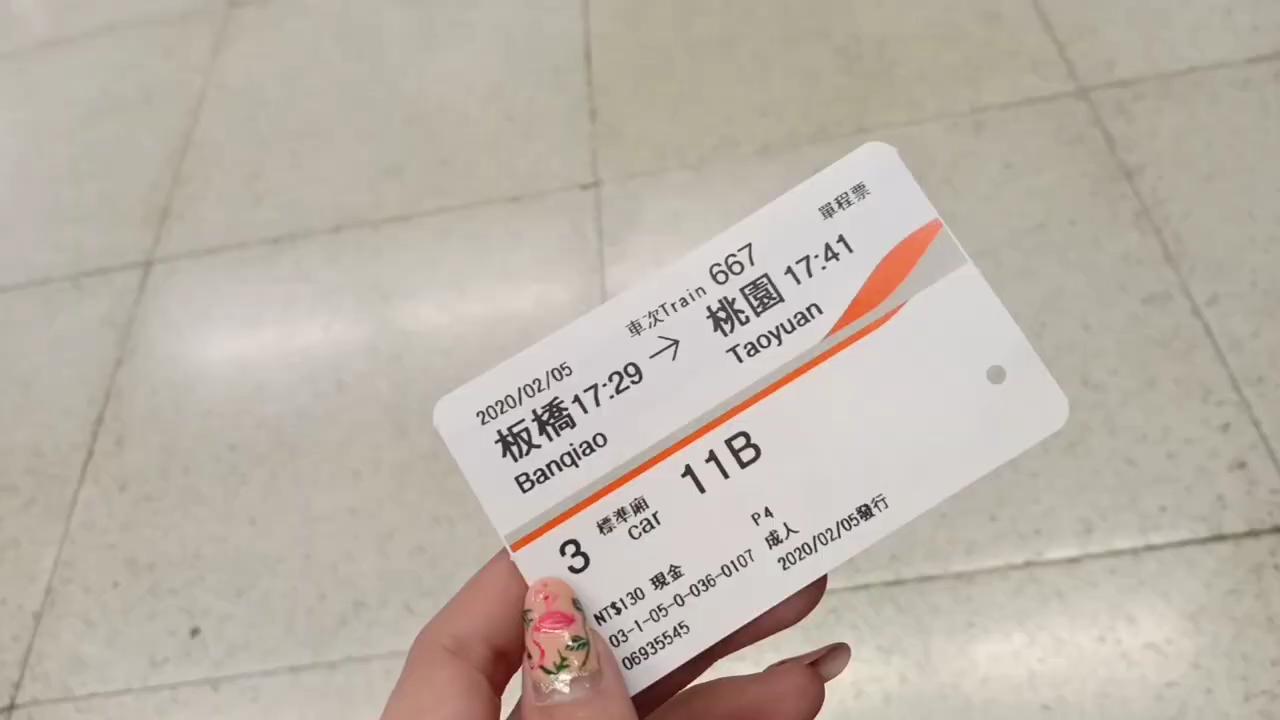 單程票
車次Train 667
2020/02/05
板橋17:29 → 桃園 17:41
Banqiao Taoyuan
3 標準廂 car 11B
NT$130 現金 P4
03-1-05-0-036-0107 成人
06935545 2020/02/05發行